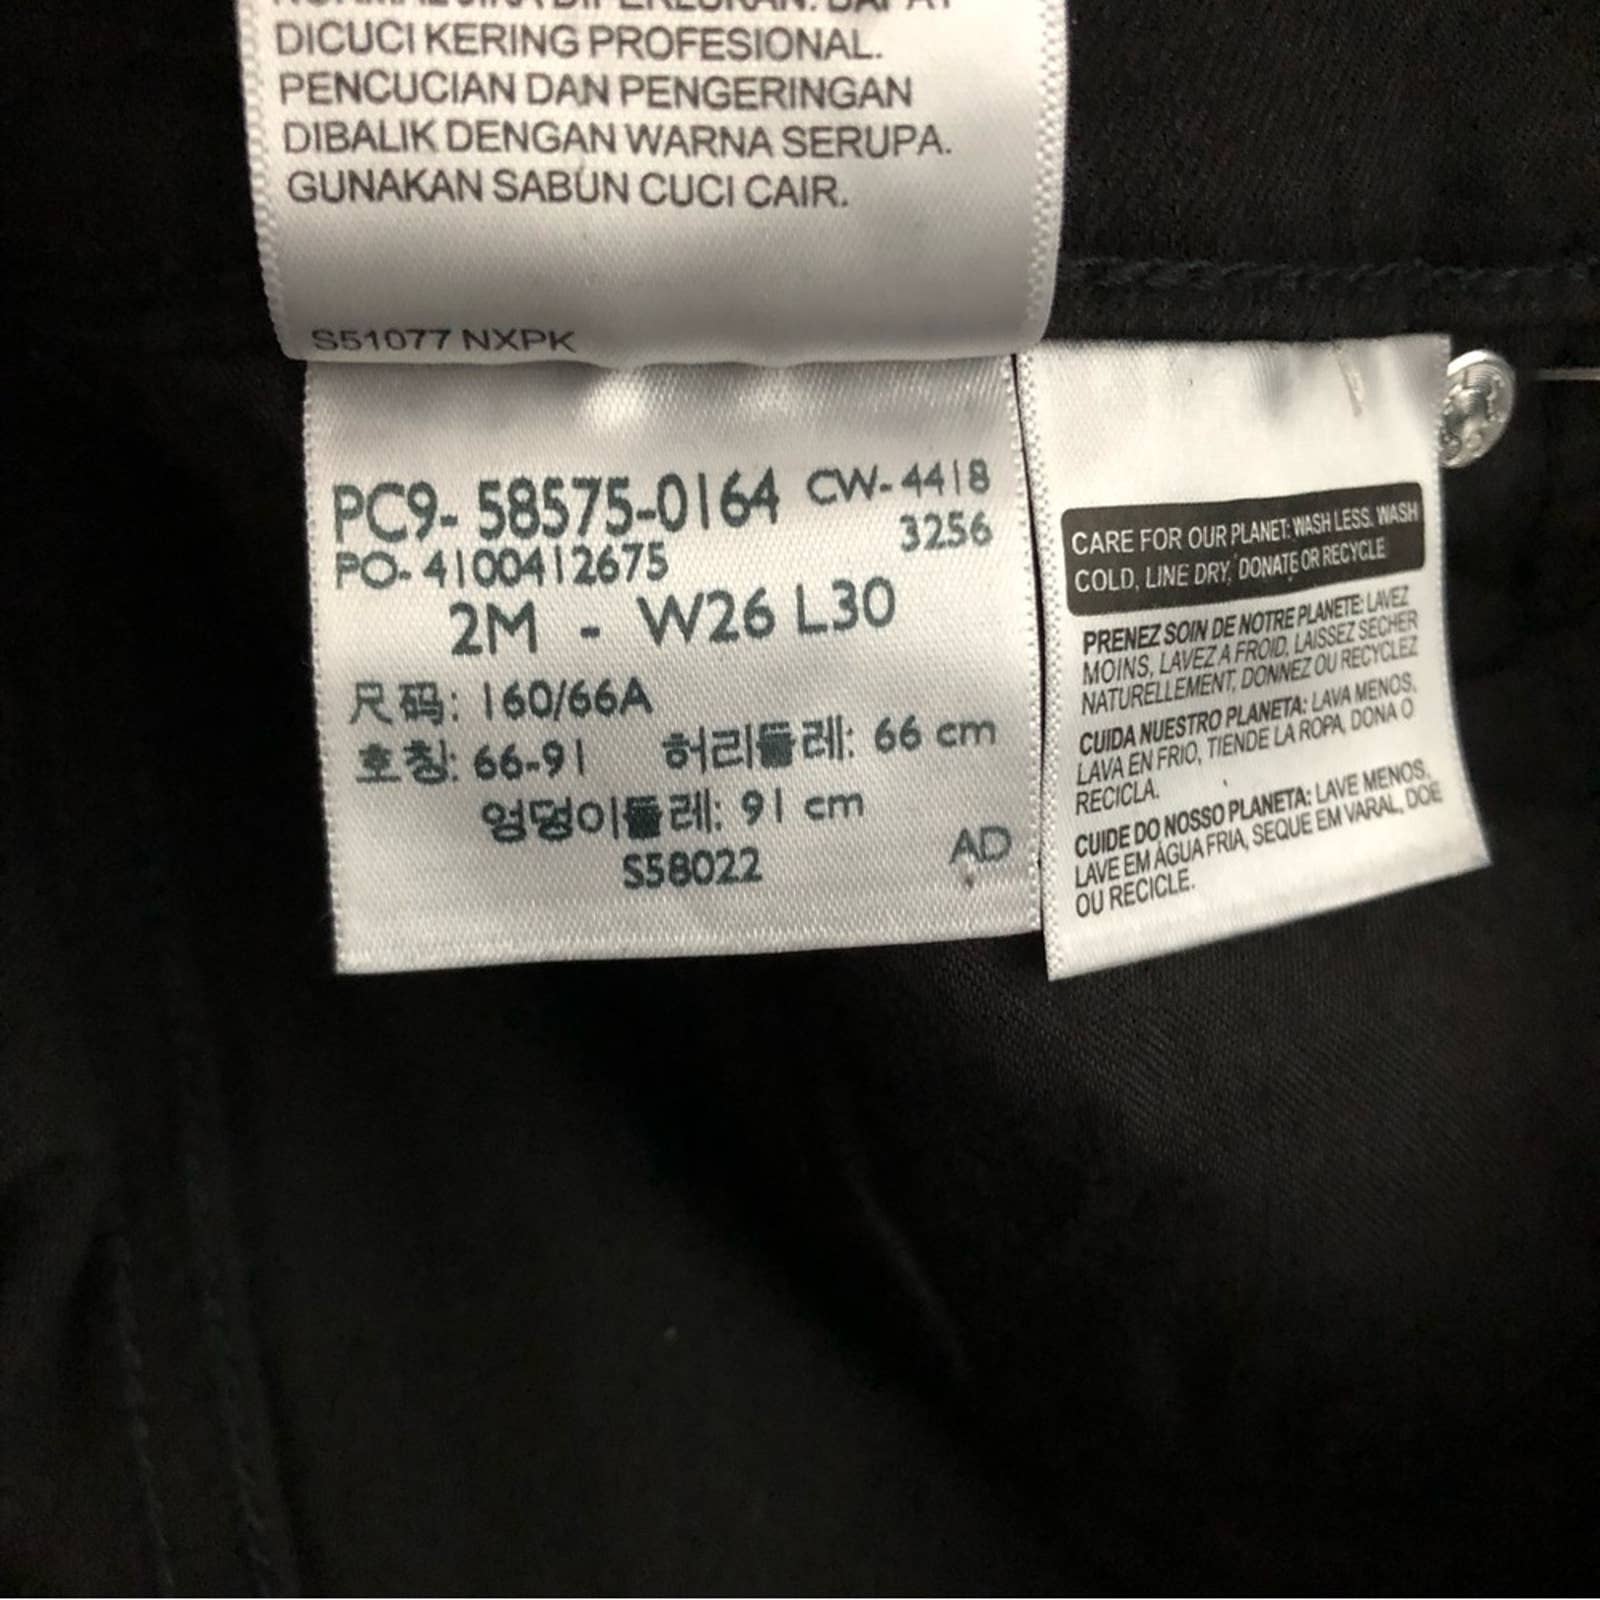 DICUCI KERING PROFESIONAL.
PENCUCIAN DAN PENGERINGAN
DIBALIK DENGAN WARNA SERUPA.
GUNAKAN SABUN CUCI CAIR.
S51077 NXPK
PC9-58575-0164 CW-4418
PO-4100412675 3256
2M - W26 L30
尺码: 160/66A
호칭: 66-91 허리둘레: 66 cm
엉덩이둘레: 91 cm
S58022 AD
CARE FOR OUR PLANET: WASH LESS, WASH
COLD, LINE DRY, DONATE OR RECYCLE
PRENEZ SOIN DE NOTRE PLANETE: LAVEZ
MOINS, LAVEZ A FROID, LAISSEZ SECHER
NATURELLEMENT, DONNEZ OU RECYCLEZ
CUIDA NUESTRO PLANETA: LAVA MENOS,
LAVA EN FRIO, TIENDE LA ROPA, DONA O
RECICLA.
CUIDE DO NOSSO PLANETA: LAVE MENOS,
LAVE EM ÁGUA FRIA, SEQUE EM VARAL, DOE
OU RECICLE.